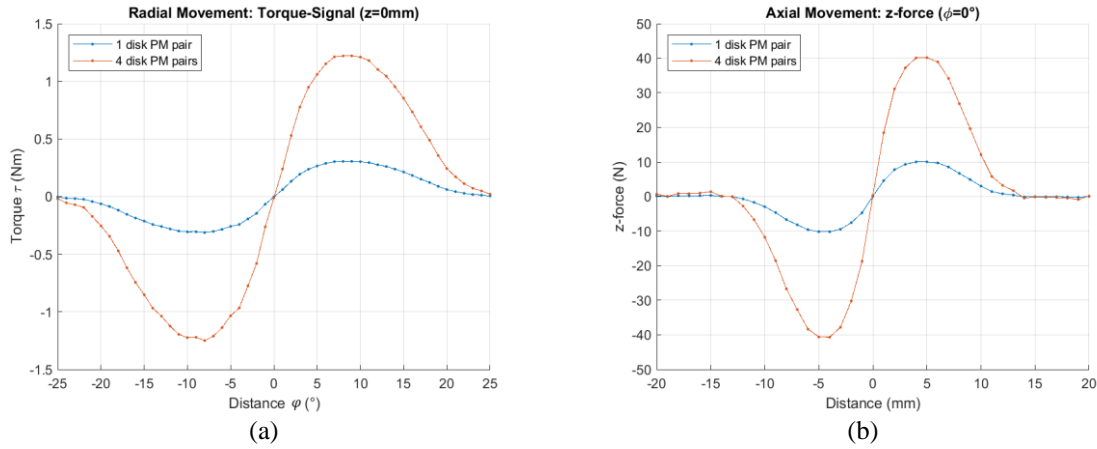 Radial Movement: Torque-Signal (z=0mm)
1 disk PM pair
4 disk PM pairs
1.5
1
0.5
0
-0.5
-1
-1.5
Torque τ (Nm)
-25 -20 -15 -10 -5 0 5 10 15 20 25
Distance φ (°)
(a)
Axial Movement: z-force (ϕ=0°)
1 disk PM pair
4 disk PM pairs
50
40
30
20
10
0
-10
-20
-30
-40
-50
z-force (N)
-20 -15 -10 -5 0 5 10 15 20
Distance (mm)
(b)